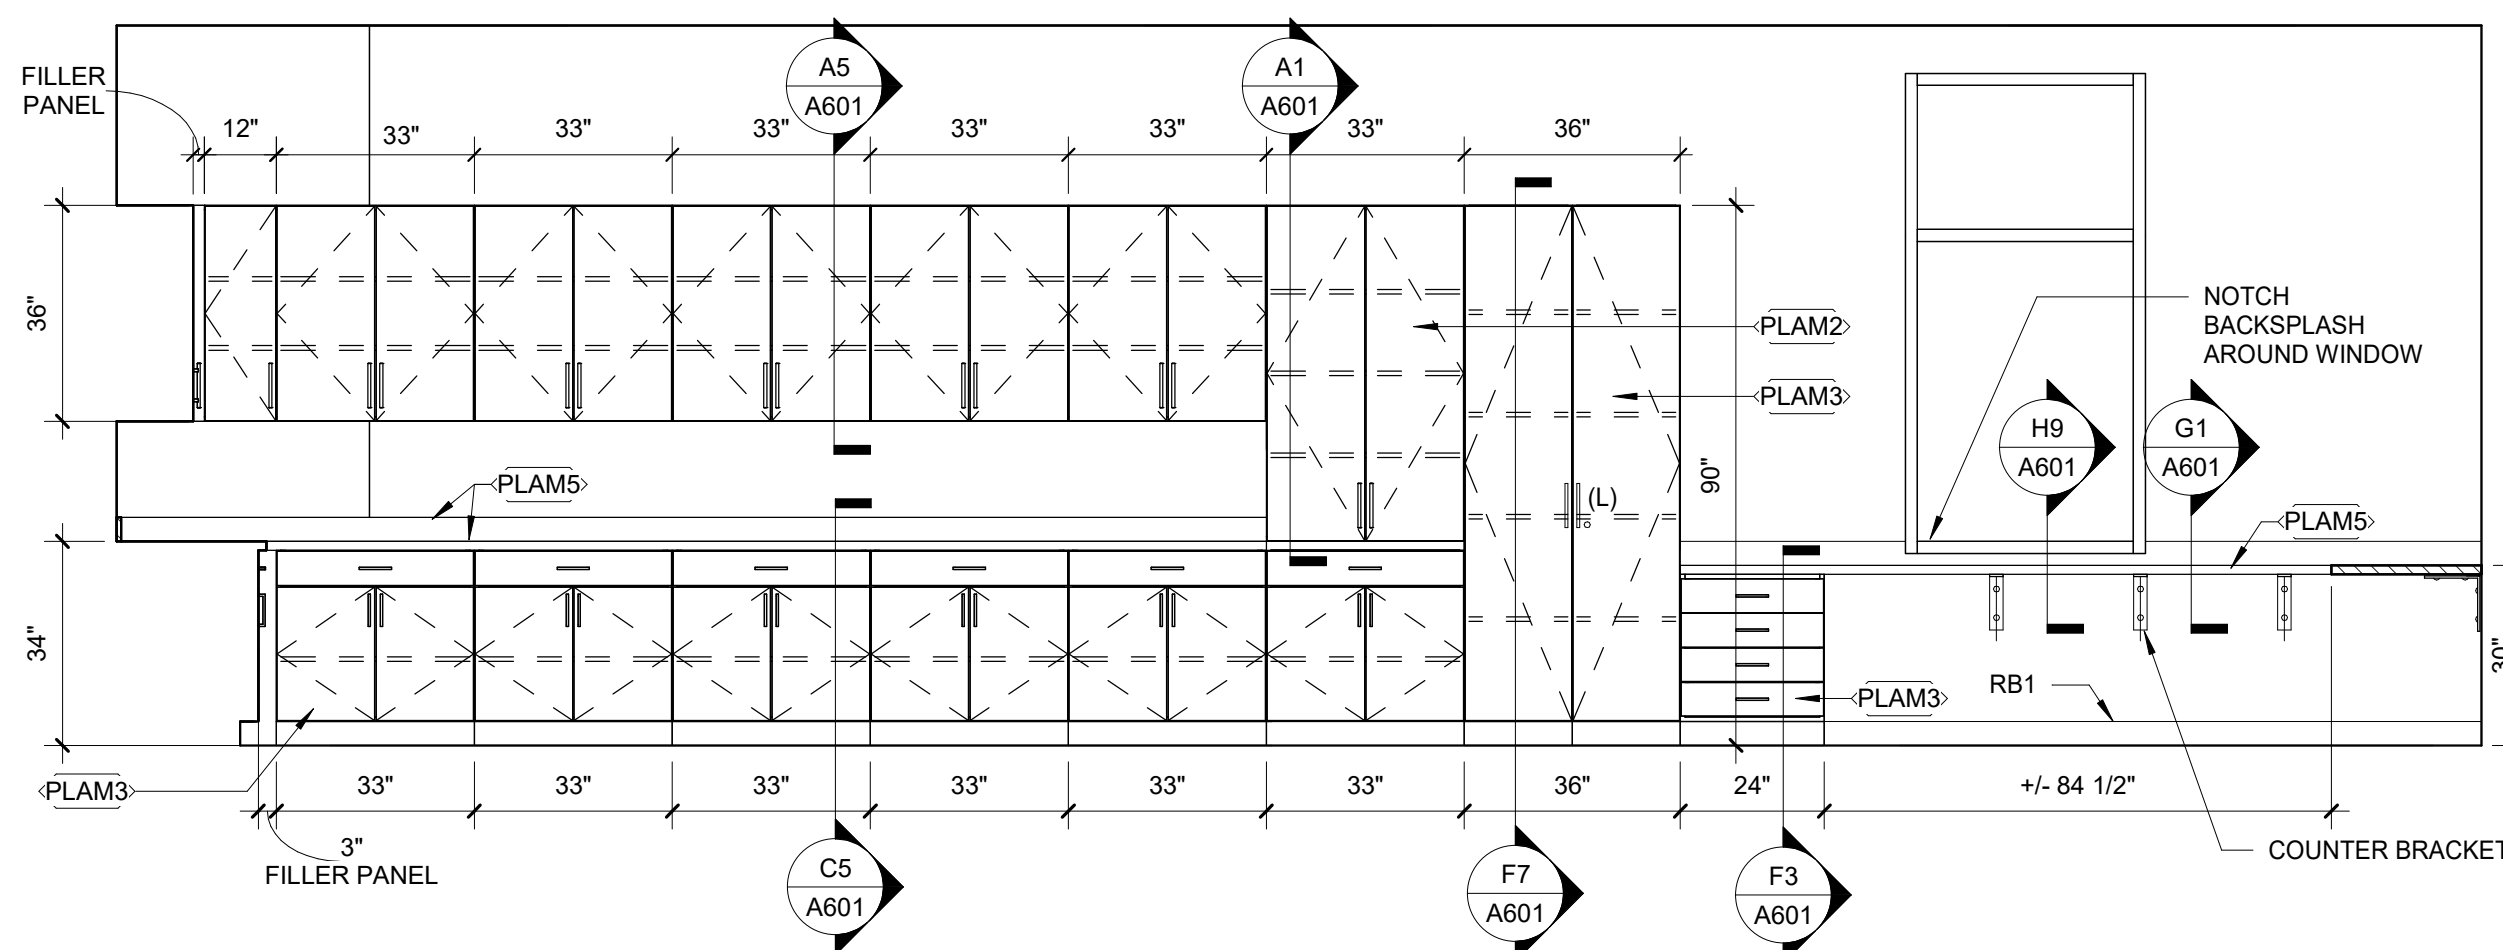 FILLER
PANEL
A5
A601
A1
A601
12"
33"
33"
33"
33"
33"
33"
36"
36"
PLAM2
NOTCH
BACKSPLASH
AROUND WINDOW
PLAM3
H9
A601
G1
A601
90"
PLAM5
(L)
PLAM5
34"
30"
RB1
PLAM3
PLAM3
33"
33"
33"
33"
33"
33"
36"
24"
+/- 84 1/2"
3"
FILLER PANEL
COUNTER BRACKET
C5
A601
F7
A601
F3
A601